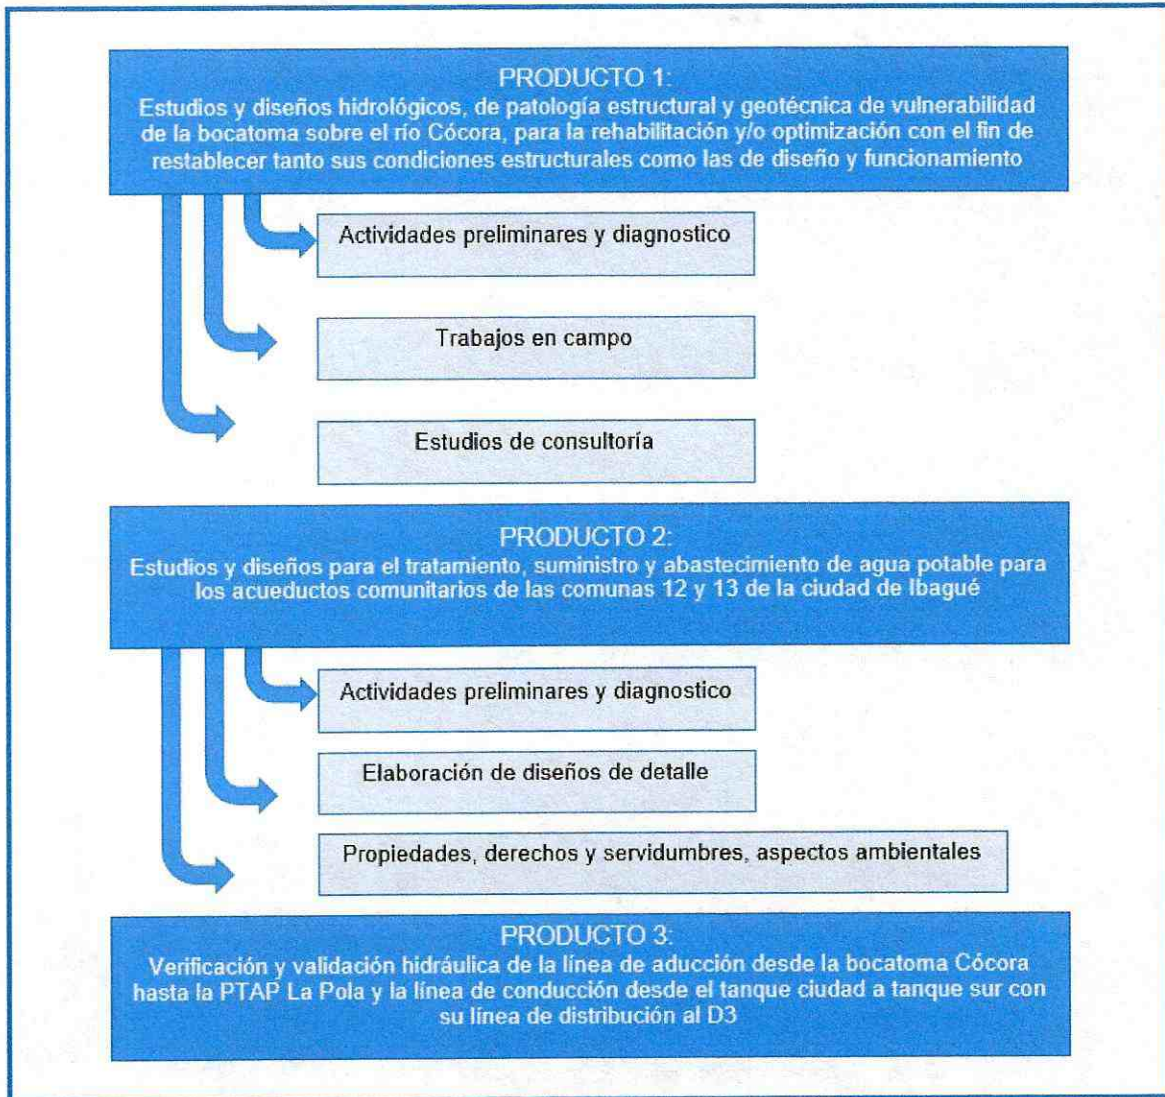 PRODUCTO 1:
Estudios y diseños hidrológicos, de patología estructural y geotécnica de vulnerabilidad
de la bocatoma sobre el río Cócora, para la rehabilitación y/o optimización con el fin de
restablecer tanto sus condiciones estructurales como las de diseño y funcionamiento
Actividades preliminares y diagnostico
Trabajos en campo
Estudios de consultoría
PRODUCTO 2:
Estudios y diseños para el tratamiento, suministro y abastecimiento de agua potable para
los acueductos comunitarios de las comunas 12 y 13 de la ciudad de Ibagué
Actividades preliminares y diagnostico
Elaboración de diseños de detalle
Propiedades, derechos y servidumbres, aspectos ambientales
PRODUCTO 3:
Verificación y validación hidráulica de la línea de aducción desde la bocatoma Cócora
hasta la PTAP La Pola y la línea de conducción desde el tanque ciudad a tanque sur con
su línea de distribución al D3